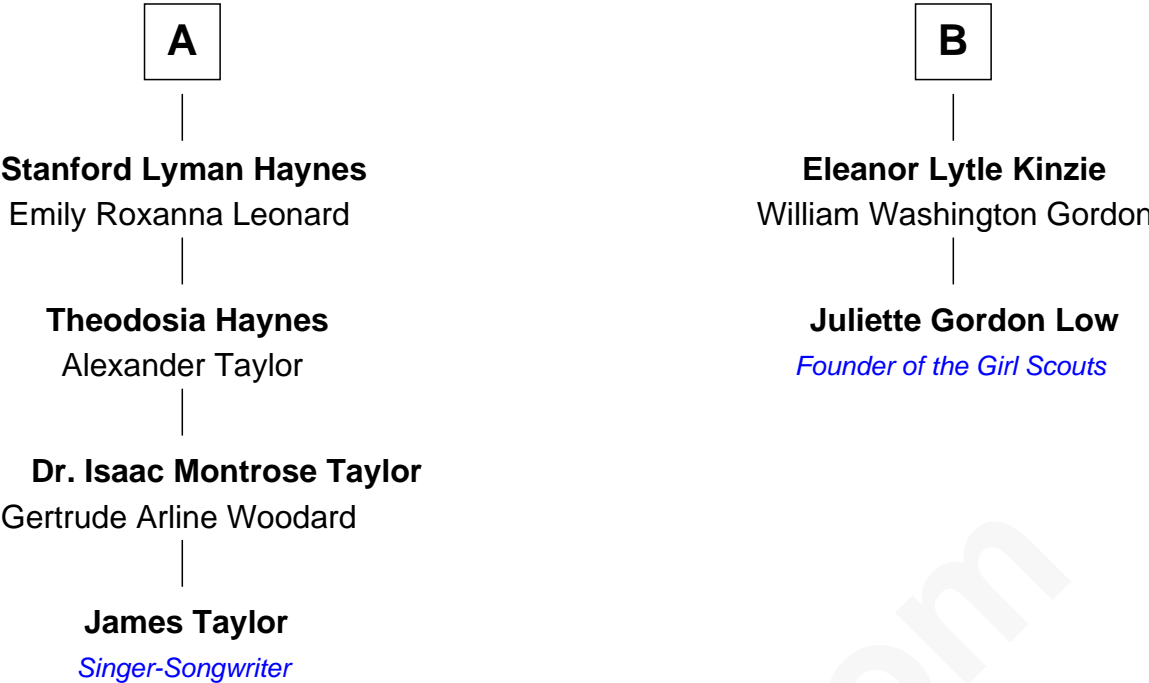 A
B
Stanford Lyman Haynes
Eleanor Lytle Kinzie
Emily Roxanna Leonard
William Washington Gordon
Theodosia Haynes
Juliette Gordon Low
Alexander Taylor
Founder of the Girl Scouts
Dr. Isaac Montrose Taylor
Gertrude Arline Woodard
James Taylor
Singer-Songwriter
om